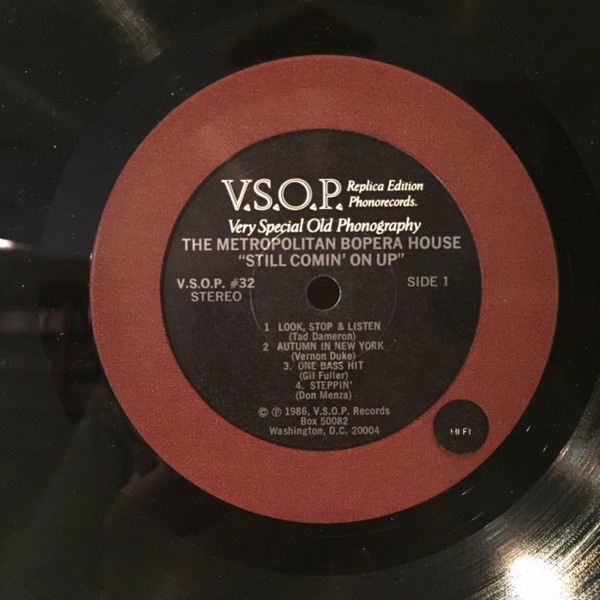 V.S.O.P. Replica Edition
Phonorecords.
Very Special Old Phonography
THE METROPOLITAN BOPERA HOUSE
"STILL COMIN' ON UP"
V.S.O.P. #32 SIDE 1
STEREO
1 LOOK, STOP & LISTEN
(Tad Dameron)
2 AUTUMN IN NEW YORK
(Vernon Duke)
3. ONE BASS HIT
(Gil Fuller)
4. STEPPIN'
(Don Menza)
© ℗ 1986, V.S.O.P. Records
Box 50082
Washington, D.C. 20004
HI FI